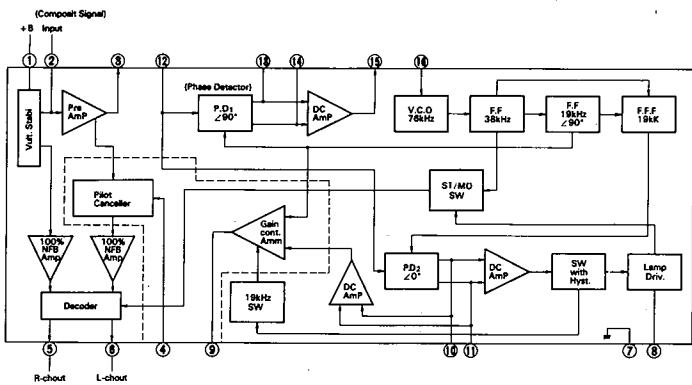 (Composit Signal)
+B Input
1 2 3 12 13 14 15 16
(Phase Detector)
Volt. Stabi
Pre
AmP
P.D1
∠90°
DC
AmP
V.C.O
76kHz
F.F
38kHz
F.F
19kHz
∠90°
F.F.F
19kK
Pilot
Canceller
ST/MO
SW
Gain
cont.
Amm
100%
NFB
Amp
100%
NFB
Amp
DC
AmP
P.D2
∠0°
DC
AmP
SW
with
Hyst.
Lamp
Driv.
19kHz
SW
Decoder
5 6 4 9 10 11 7 8
R-chout L-chout